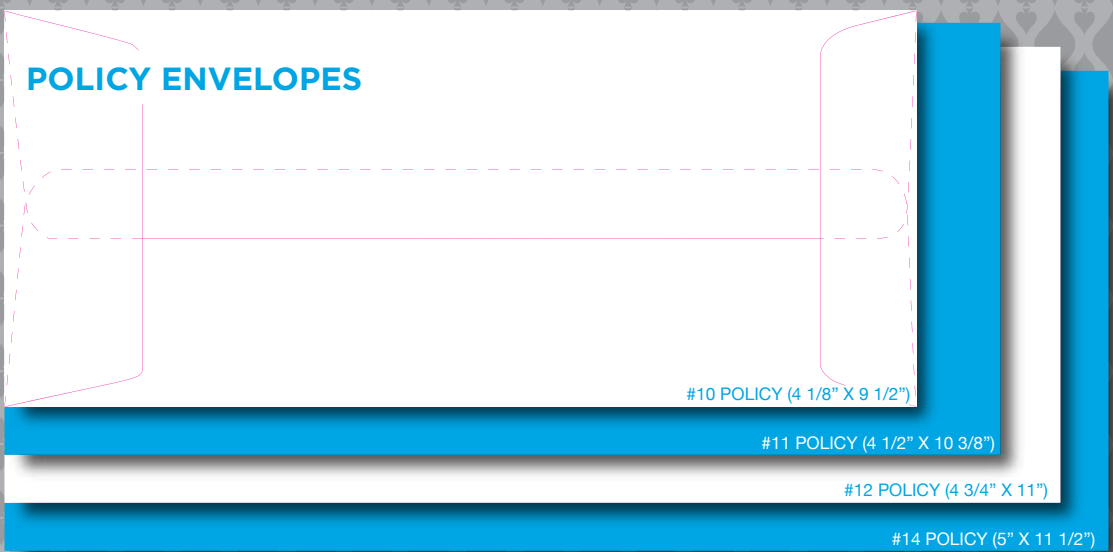 POLICY ENVELOPES
#10 POLICY (4 1/8” X 9 1/2”)
#11 POLICY (4 1/2” X 10 3/8”)
#12 POLICY (4 3/4” X 11”)
#14 POLICY (5” X 11 1/2”)